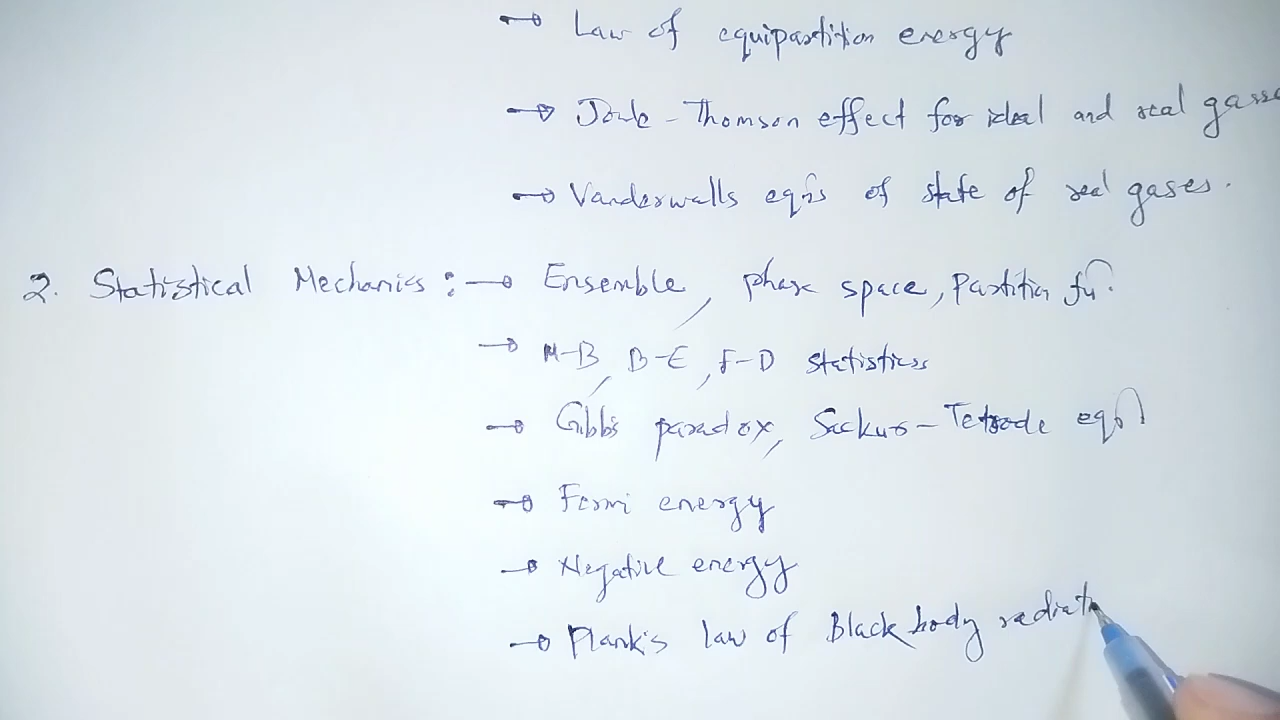 → Law of equipartition energy
→ Joule - Thomson effect for ideal and real gasse
→ Vanderwalls eqns of state of real gases.
2. Statistical Mechanics : → Ensemble, phase space, Partition fn.
→ M-B, B-E, F-D statistics
→ Gibbs paradox, Sackur - Tetrode eqn
→ Fermi energy
→ Negative energy
→ Plank's law of Black body radiat